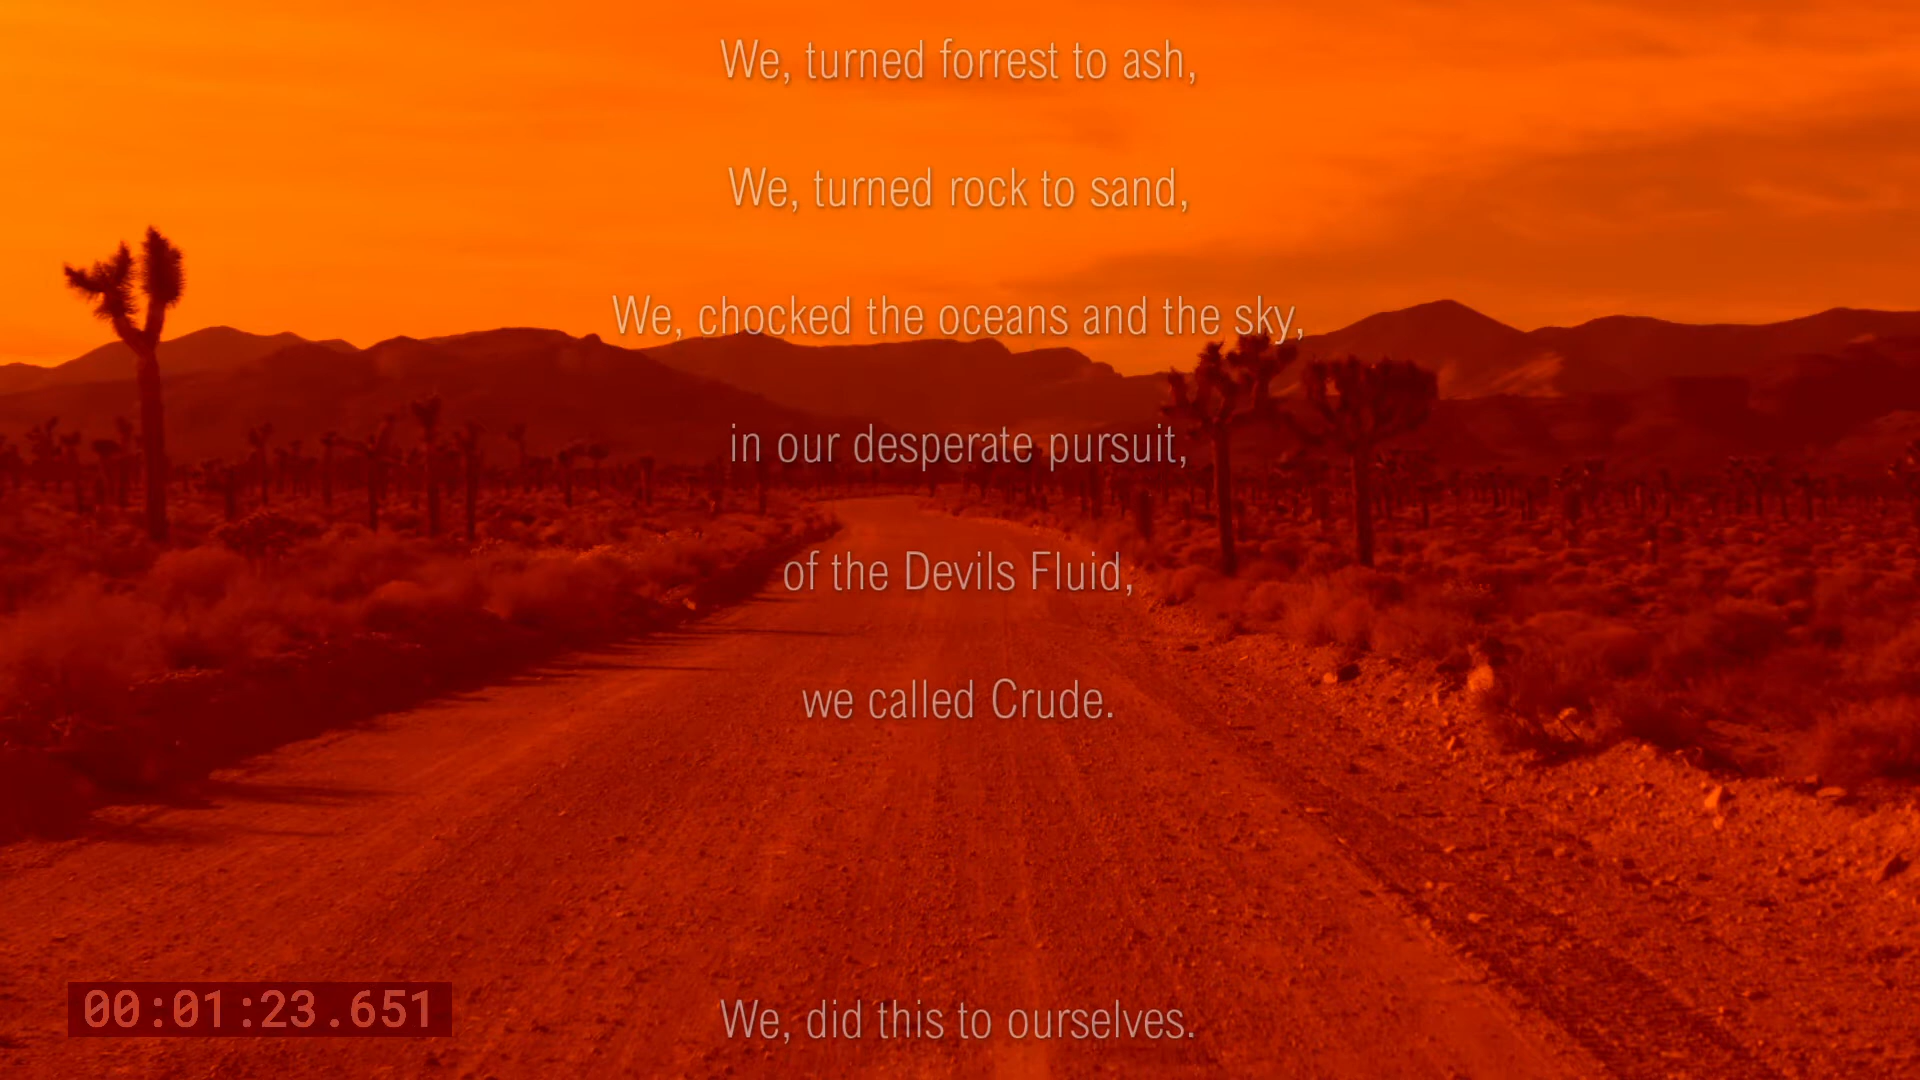 We, turned forrest to ash,
We, turned rock to sand,
We, chocked the oceans and the sky,
in our desperate pursuit,
of the Devils Fluid,
we called Crude.
We, did this to ourselves.
00:01:23.651